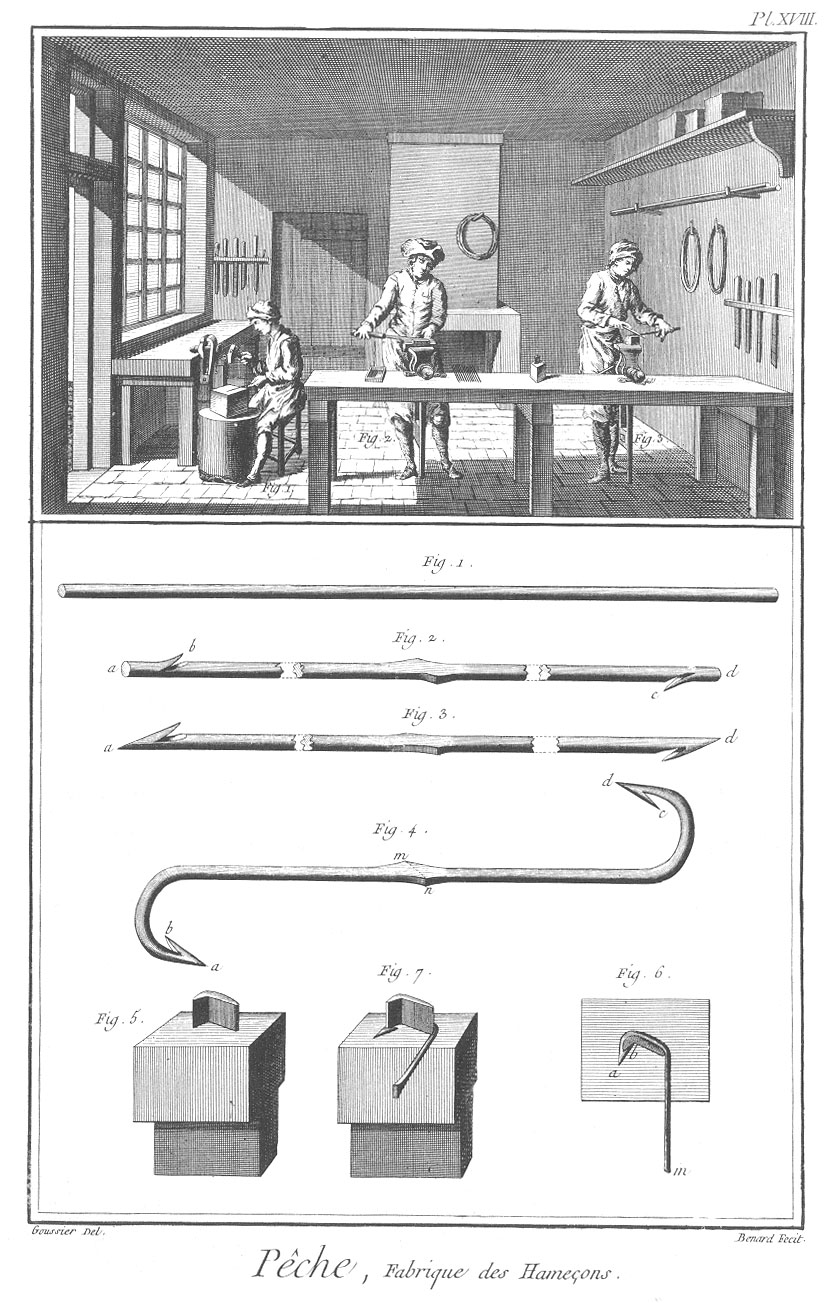 Pl. XVIII.
Fig. 2.
Fig. 3
Fig. 1.
Fig. 1.
Fig. 2.
a b c d
Fig. 3.
a d
d
c
Fig. 4.
m
n
b
a
Fig. 5.
Fig. 7.
Fig. 6.
a b
m
Goussier Del.
Benard Fecit.
Pêche, Fabrique des Hameçons.